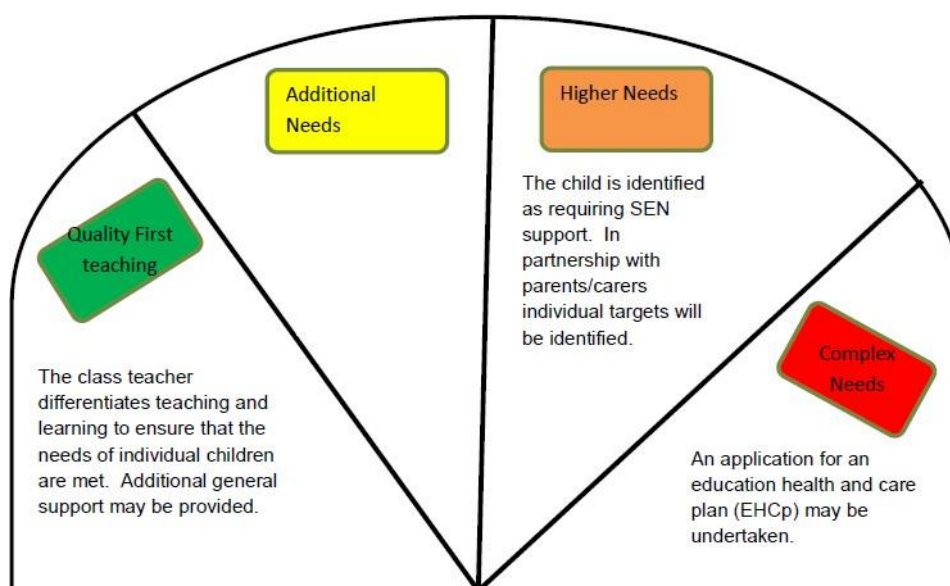 Quality First
teaching
The class teacher
differentiates teaching and
learning to ensure that the
needs of individual children
are met.  Additional general
support may be provided.
Additional
Needs
Higher Needs
The child is identified
as requiring SEN
support.  In
partnership with
parents/carers
individual targets will
be identified.
Complex
Needs
An application for an
education health and care
plan (EHCp) may be
undertaken.